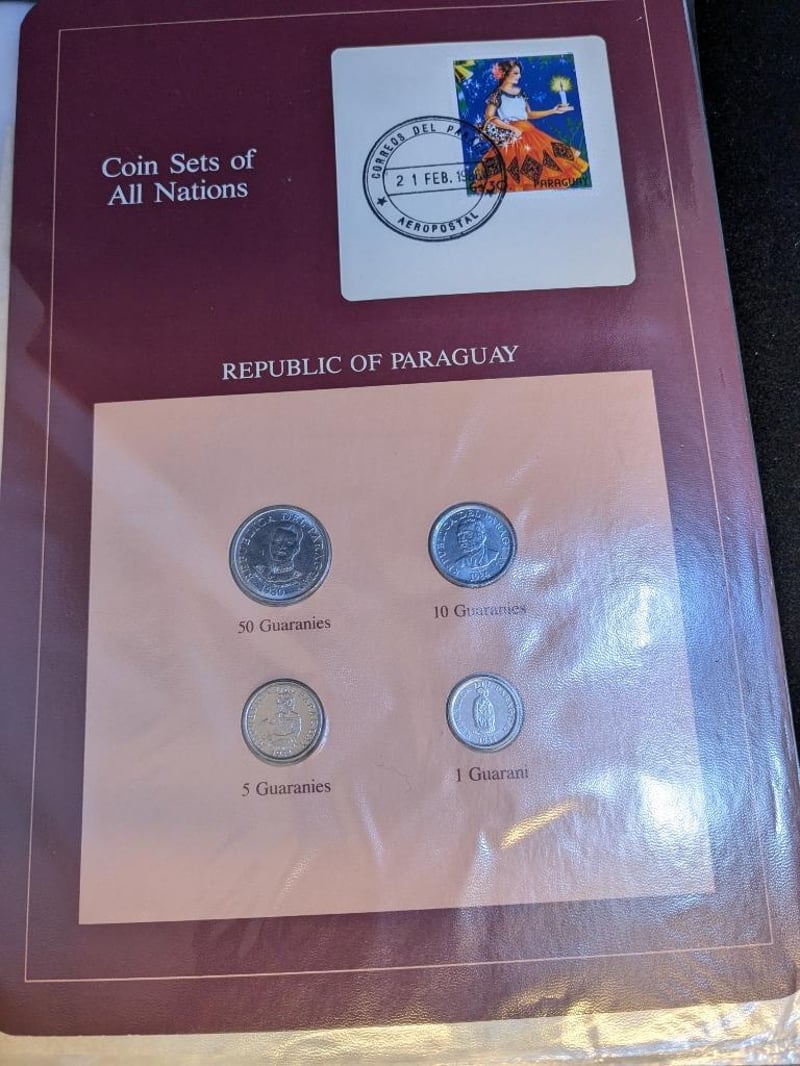 Coin Sets of
All Nations
CORREOS DEL
21 FEB.
AEROPOSTAL
PARAGUAY
REPUBLIC OF PARAGUAY
50 Guaranies
10 Guaranies
5 Guaranies
1 Guarani